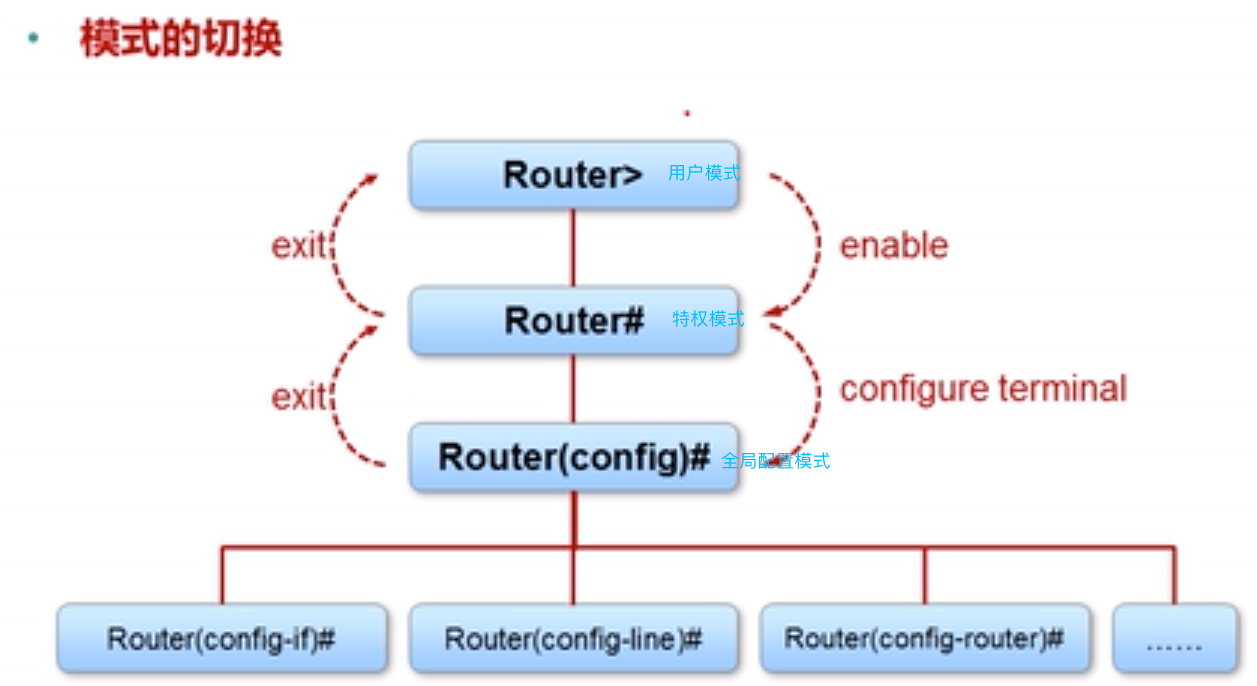 • 模式的切换
Router> 用户模式
exit
enable
Router# 特权模式
exit
configure terminal
Router(config)# 全局配置模式
Router(config-if)#
Router(config-line)#
Router(config-router)#
……